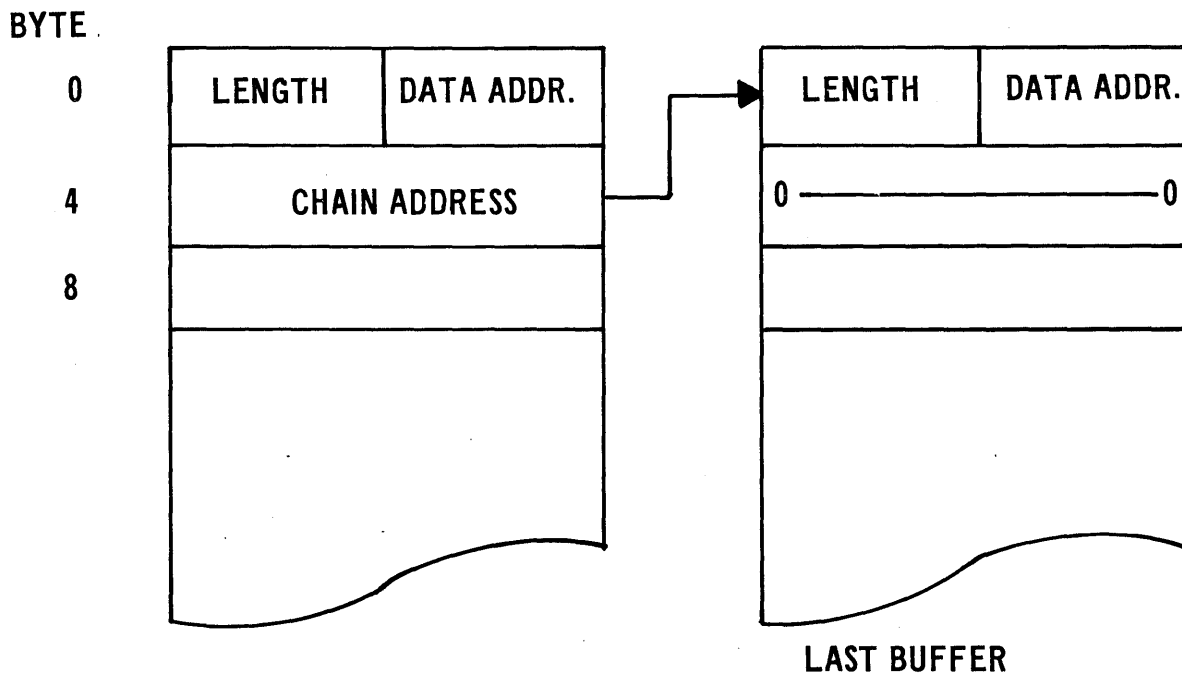 BYTE
0 LENGTH DATA ADDR. LENGTH DATA ADDR.
4 CHAIN ADDRESS 0 0
8
LAST BUFFER